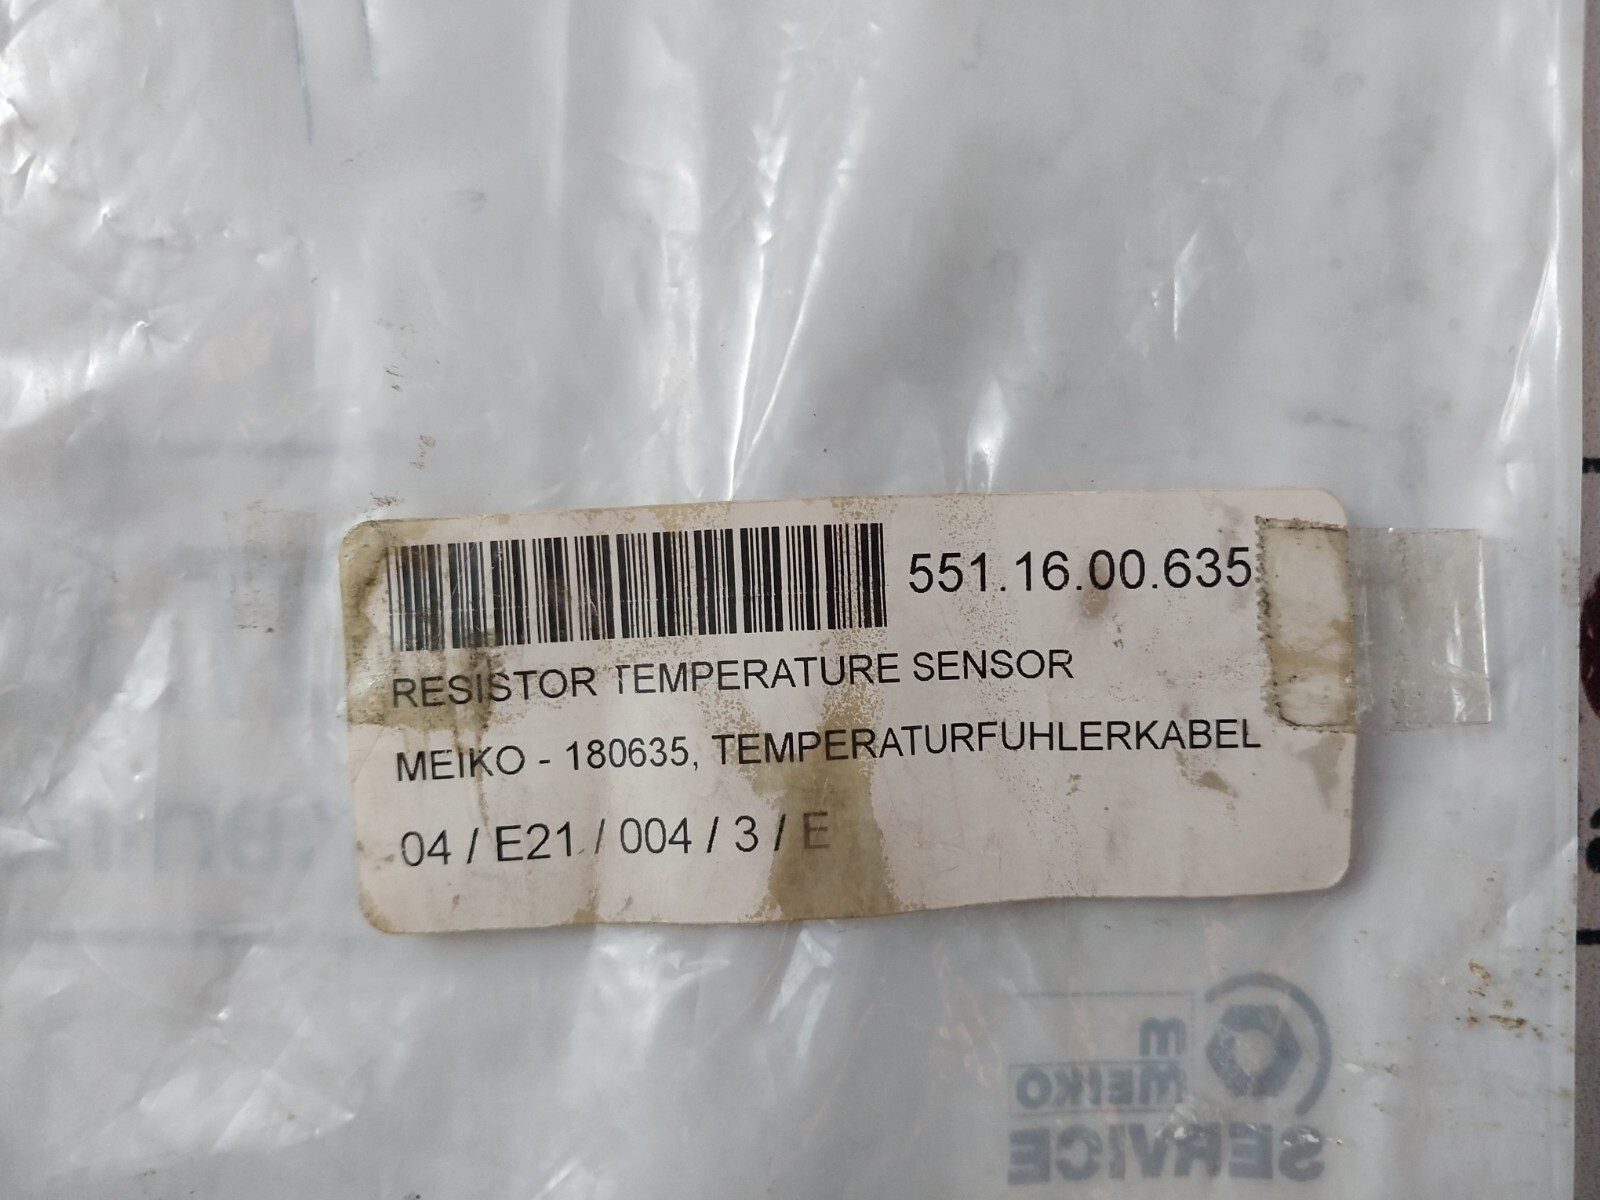 551.16.00.635
RESISTOR TEMPERATURE SENSOR
MEIKO - 180635, TEMPERATURFUHLERKABEL
04 / E21 / 004 / 3 / E
m
MEIKO
SERVICE